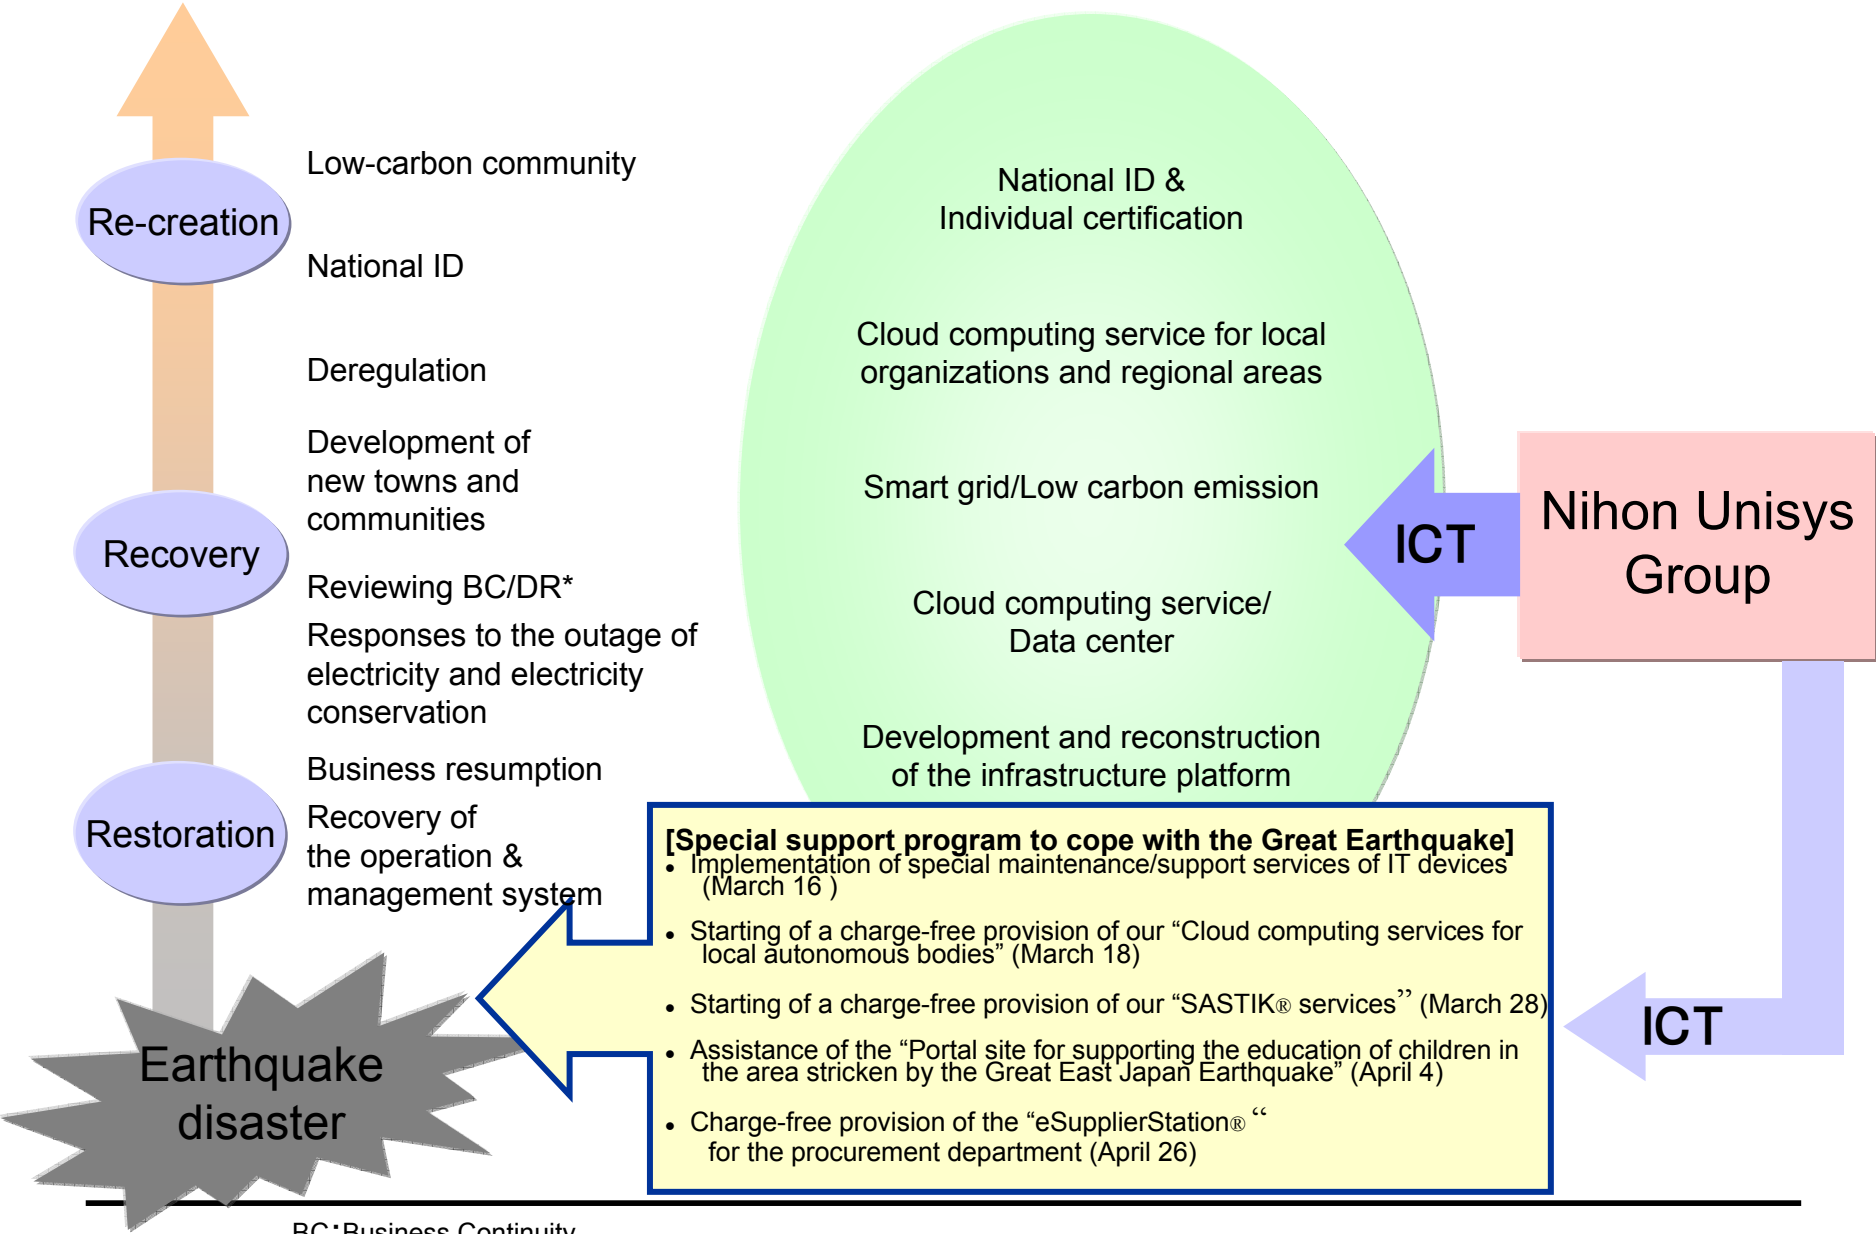 Low-carbon community
Re-creation
National ID
Deregulation
Development of
new towns and
communities
Recovery
Reviewing BC/DR*
Responses to the outage of
electricity and electricity
conservation
Business resumption
Restoration
Recovery of
the operation &
management system
Earthquake
disaster
National ID &
Individual certification
Cloud computing service for local
organizations and regional areas
Smart grid/Low carbon emission
Cloud computing service/
Data center
Development and reconstruction
of the infrastructure platform
ICT
Nihon Unisys
Group
[Special support program to cope with the Great Earthquake]
• Implementation of special maintenance/support services of IT devices
(March 16 )
• Starting of a charge-free provision of our “Cloud computing services for
local autonomous bodies” (March 18)
• Starting of a charge-free provision of our “SASTIK® services” (March 28)
• Assistance of the “Portal site for supporting the education of children in
the area stricken by the Great East Japan Earthquake” (April 4)
• Charge-free provision of the “eSupplierStation® “
for the procurement department (April 26)
ICT
BC:Business Continuity